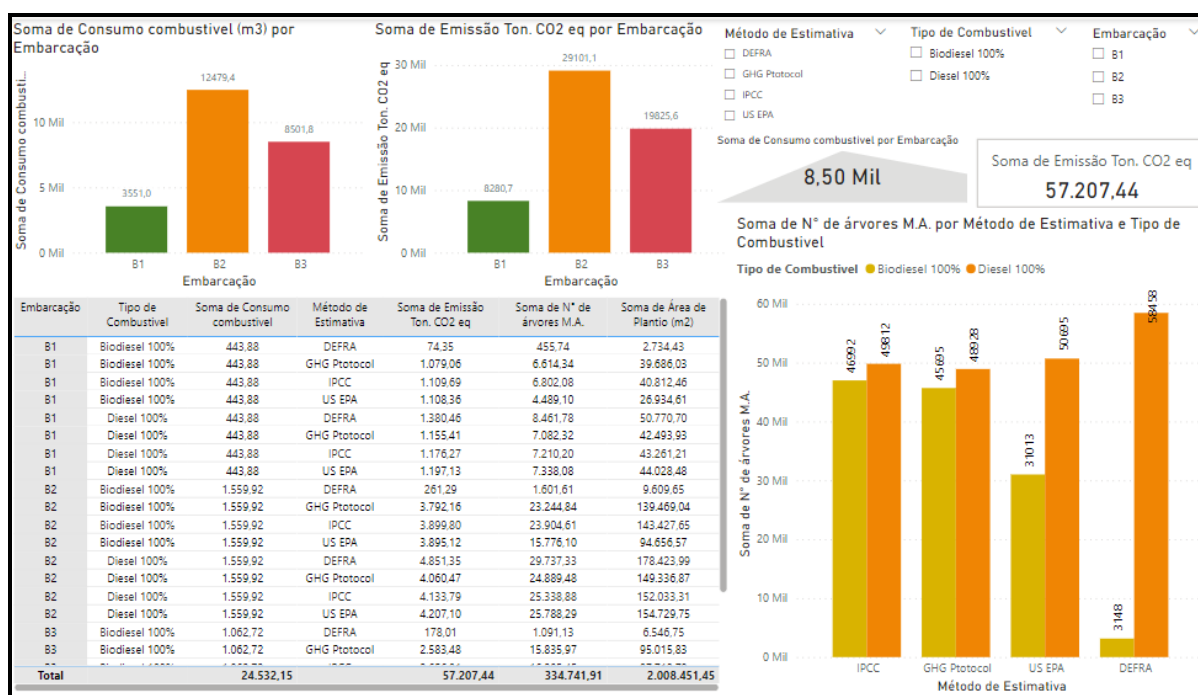 Soma de Consumo combustivel (m3) por
Embarcação
Soma de Consumo combusti...
10 Mil
5 Mil
0 Mil
3551,0
12479,4
8501,8
B1
B2
B3
Embarcação
Soma de Emissão Ton. CO2 eq por Embarcação
Soma de Emissão Ton. CO2 eq
30 Mil
20 Mil
10 Mil
0 Mil
8280,7
29101,1
19825,6
B1
B2
B3
Embarcação
Método de Estimativa
DEFRA
GHG Ptotocol
IPCC
US EPA
Tipo de Combustivel
Biodiesel 100%
Diesel 100%
Embarcação
B1
B2
B3
Soma de Consumo combustivel por Embarcação
8,50 Mil
Soma de Emissão Ton. CO2 eq
57.207,44
Embarcação Tipo de Combustivel Soma de Consumo combustivel Método de Estimativa Soma de Emissão Ton. CO2 eq Soma de N° de árvores M.A. Soma de Área de Plantio (m2)
B1 Biodiesel 100% 443,88 DEFRA 74,35 455,74 2.734,43
B1 Biodiesel 100% 443,88 GHG Ptotocol 1.079,06 6.614,34 39.686,03
B1 Biodiesel 100% 443,88 IPCC 1.109,69 6.802,08 40.812,46
B1 Biodiesel 100% 443,88 US EPA 1.108,36 4.489,10 26.934,61
B1 Diesel 100% 443,88 DEFRA 1.380,46 8.461,78 50.770,70
B1 Diesel 100% 443,88 GHG Ptotocol 1.155,41 7.082,32 42.493,93
B1 Diesel 100% 443,88 IPCC 1.176,27 7.210,20 43.261,21
B1 Diesel 100% 443,88 US EPA 1.197,13 7.338,08 44.028,48
B2 Biodiesel 100% 1.559,92 DEFRA 261,29 1.601,61 9.609,65
B2 Biodiesel 100% 1.559,92 GHG Ptotocol 3.792,16 23.244,84 139.469,04
B2 Biodiesel 100% 1.559,92 IPCC 3.899,80 23.904,61 143.427,65
B2 Biodiesel 100% 1.559,92 US EPA 3.895,12 15.776,10 94.656,57
B2 Diesel 100% 1.559,92 DEFRA 4.851,35 29.737,33 178.423,99
B2 Diesel 100% 1.559,92 GHG Ptotocol 4.060,47 24.889,48 149.336,87
B2 Diesel 100% 1.559,92 IPCC 4.133,79 25.338,88 152.033,31
B2 Diesel 100% 1.559,92 US EPA 4.207,10 25.788,29 154.729,75
B3 Biodiesel 100% 1.062,72 DEFRA 178,01 1.091,13 6.546,75
B3 Biodiesel 100% 1.062,72 GHG Ptotocol 2.583,48 15.835,97 95.015,83
Total 24.532,15 57.207,44 334.741,91 2.008.451,45
Soma de N° de árvores M.A. por Método de Estimativa e Tipo de
Combustivel
Tipo de Combustivel Biodiesel 100% Diesel 100%
Soma de N° de árvores M.A.
60 Mil
50 Mil
40 Mil
30 Mil
20 Mil
10 Mil
0 Mil
46992
49812
45695
48928
31013
50695
3148
58458
IPCC
GHG Ptotocol
US EPA
DEFRA
Método de Estimativa